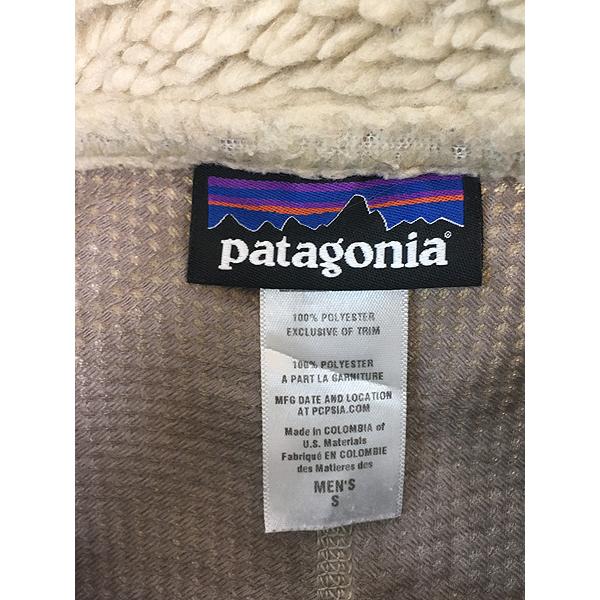 patagonia®
100% POLYESTER
EXCLUSIVE OF TRIM
100% POLYESTER
A PART LA GARNITURE
MFG DATE AND LOCATION
AT PCPSIA.COM
Made in COLOMBIA of
U.S. Materials
Fabriqué EN COLOMBIE
des Matieres des
MEN'S
S